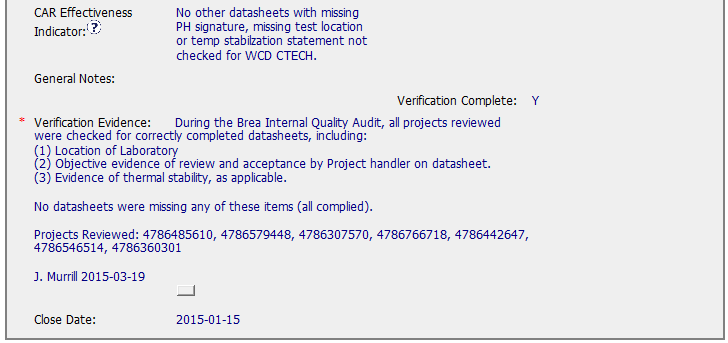 CAR Effectiveness Indicator: ? No other datasheets with missing
PH signature, missing test location
or temp stabilzation statement not
checked for WCD CTECH.
General Notes:
Verification Complete: Y
* Verification Evidence: During the Brea Internal Quality Audit, all projects reviewed
were checked for correctly completed datasheets, including:
(1) Location of Laboratory
(2) Objective evidence of review and acceptance by Project handler on datasheet.
(3) Evidence of thermal stability, as applicable.
No datasheets were missing any of these items (all complied).
Projects Reviewed: 4786485610, 4786579448, 4786307570, 4786766718, 4786442647,
4786546514, 4786360301
J. Murrill 2015-03-19
Close Date: 2015-01-15